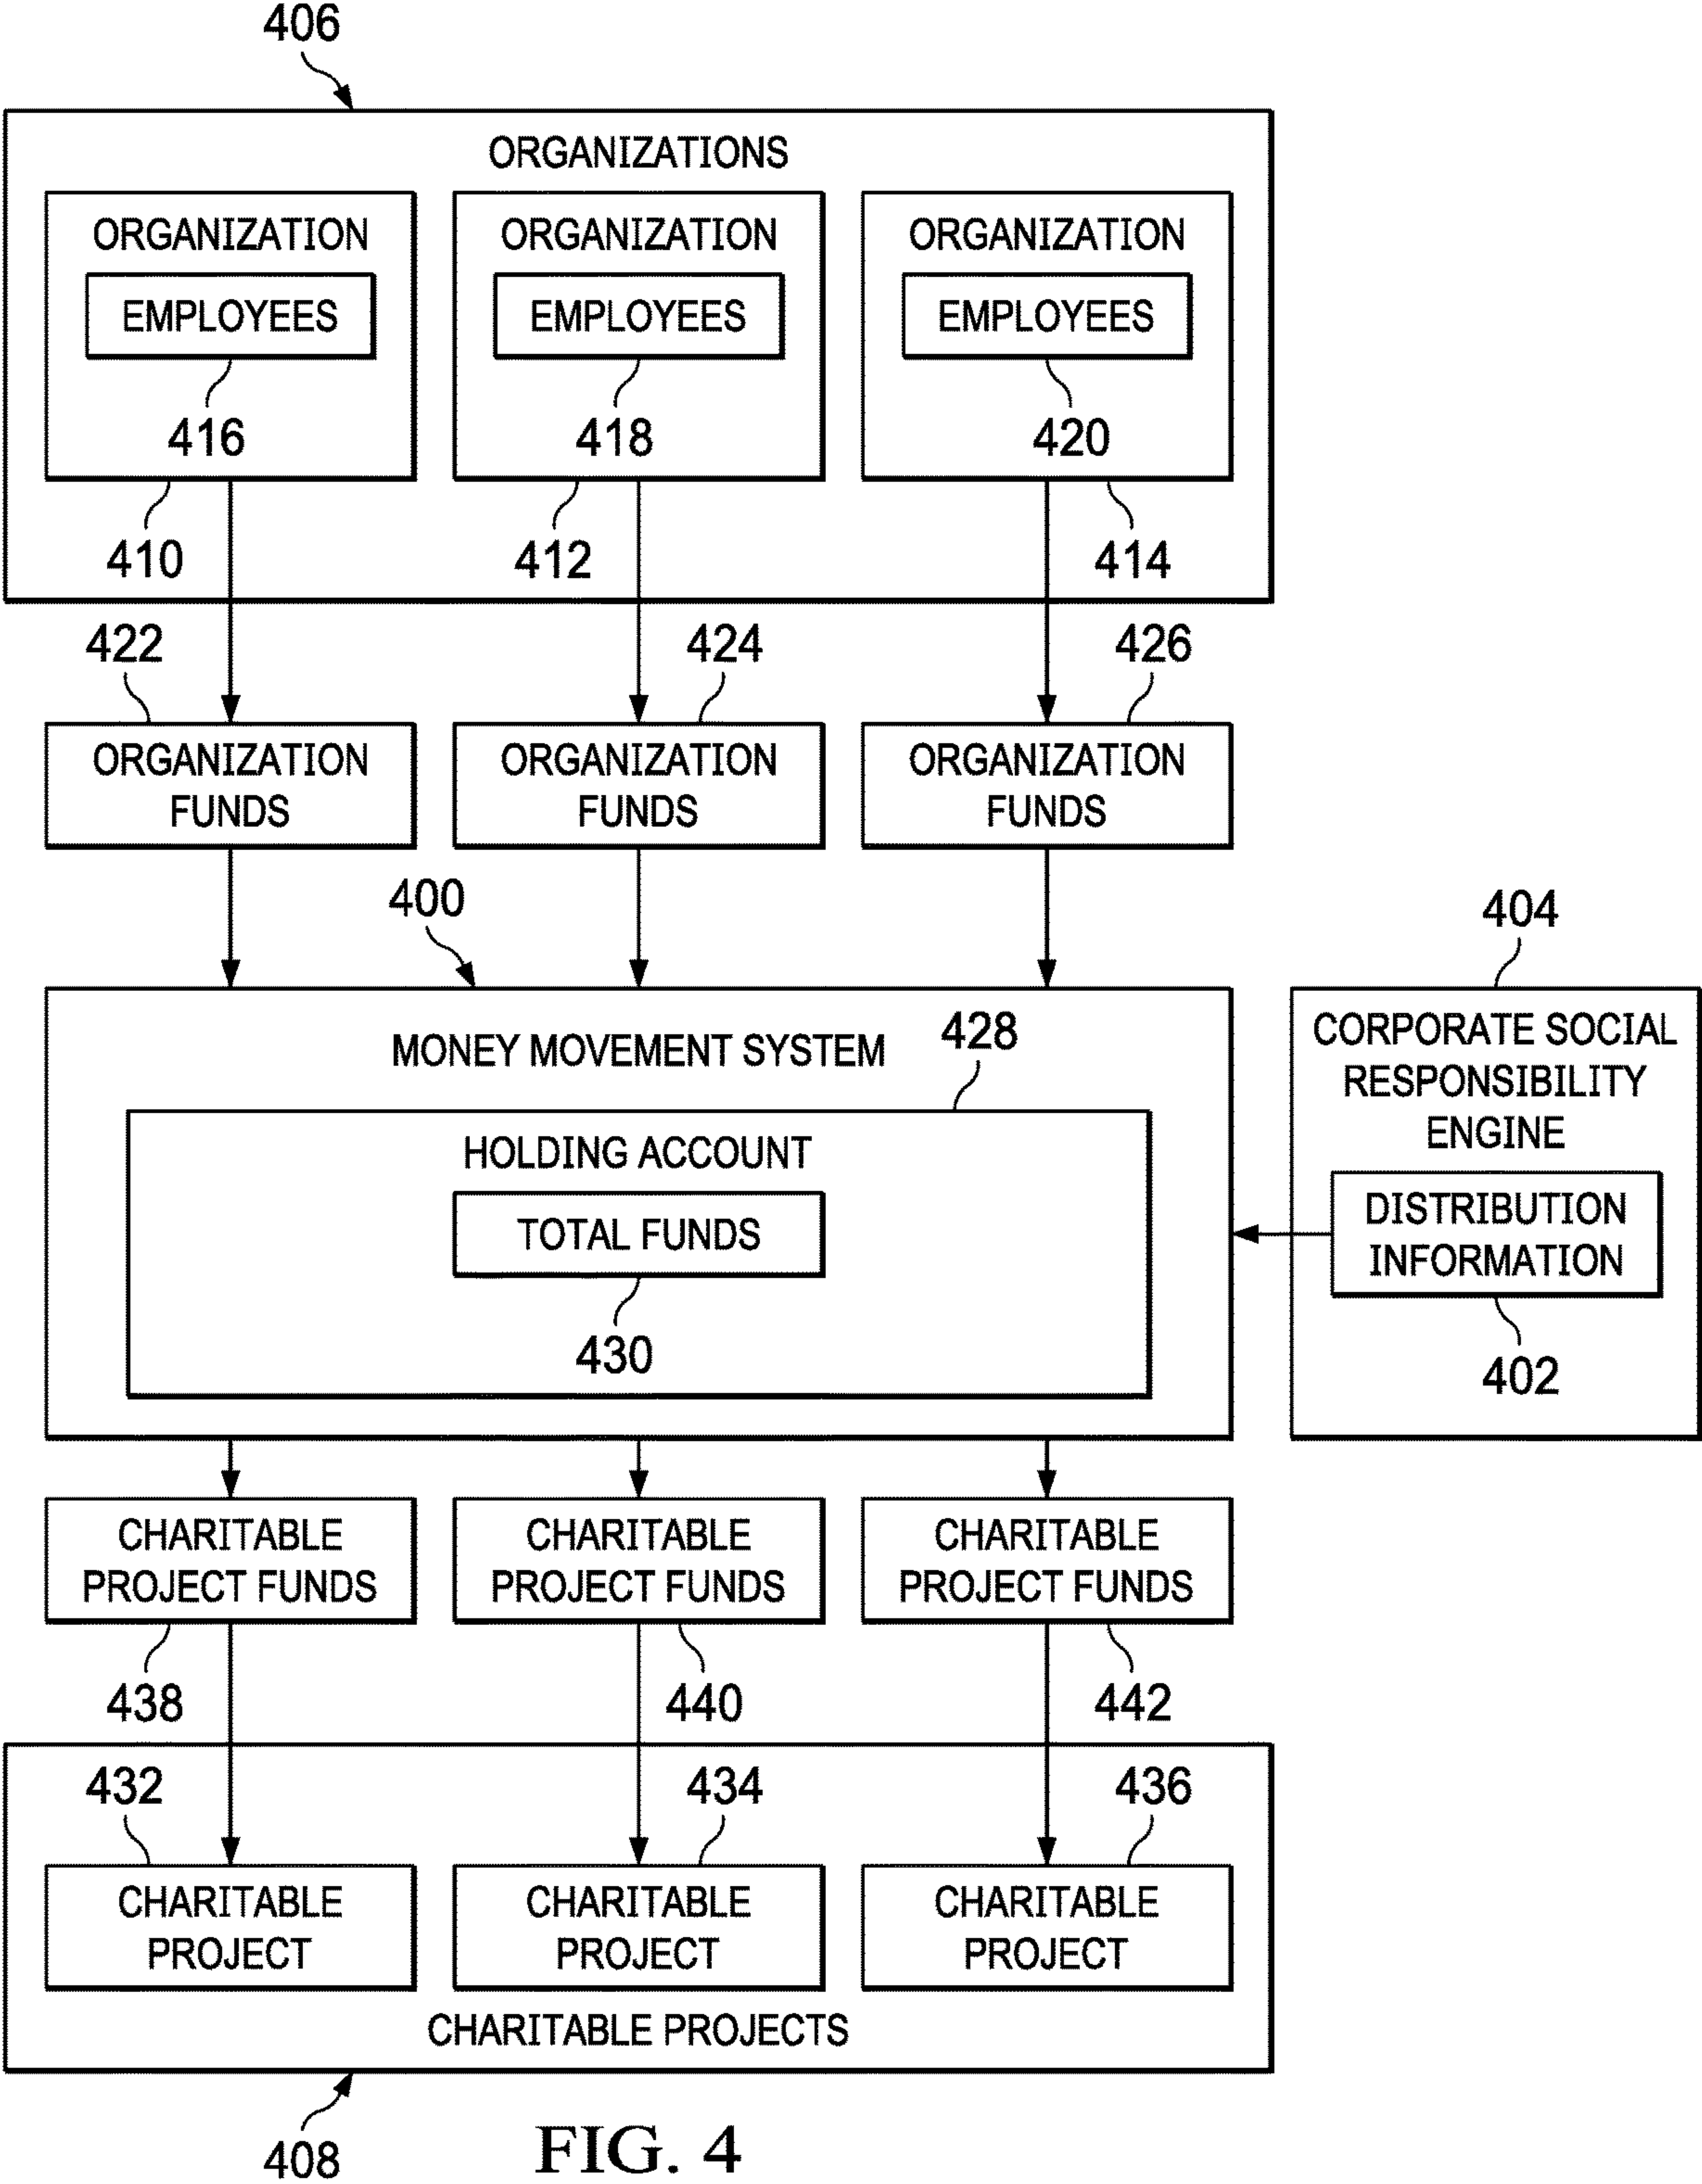 406
ORGANIZATIONS
ORGANIZATION
EMPLOYEES
416
410
ORGANIZATION
EMPLOYEES
418
412
ORGANIZATION
EMPLOYEES
420
414
422
424
426
ORGANIZATION
FUNDS
ORGANIZATION
FUNDS
ORGANIZATION
FUNDS
400
MONEY MOVEMENT SYSTEM
428
HOLDING ACCOUNT
TOTAL FUNDS
430
404
CORPORATE SOCIAL
RESPONSIBILITY
ENGINE
DISTRIBUTION
INFORMATION
402
CHARITABLE
PROJECT FUNDS
438
CHARITABLE
PROJECT FUNDS
440
CHARITABLE
PROJECT FUNDS
442
432
CHARITABLE
PROJECT
434
CHARITABLE
PROJECT
436
CHARITABLE
PROJECT
CHARITABLE PROJECTS
408
FIG. 4